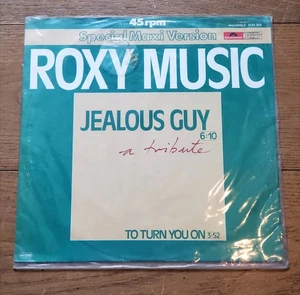 45 rpm
Special Maxi Version
ROXY MUSIC
JEALOUS GUY
6:10
a tribute
TO TURN YOU ON 3:52